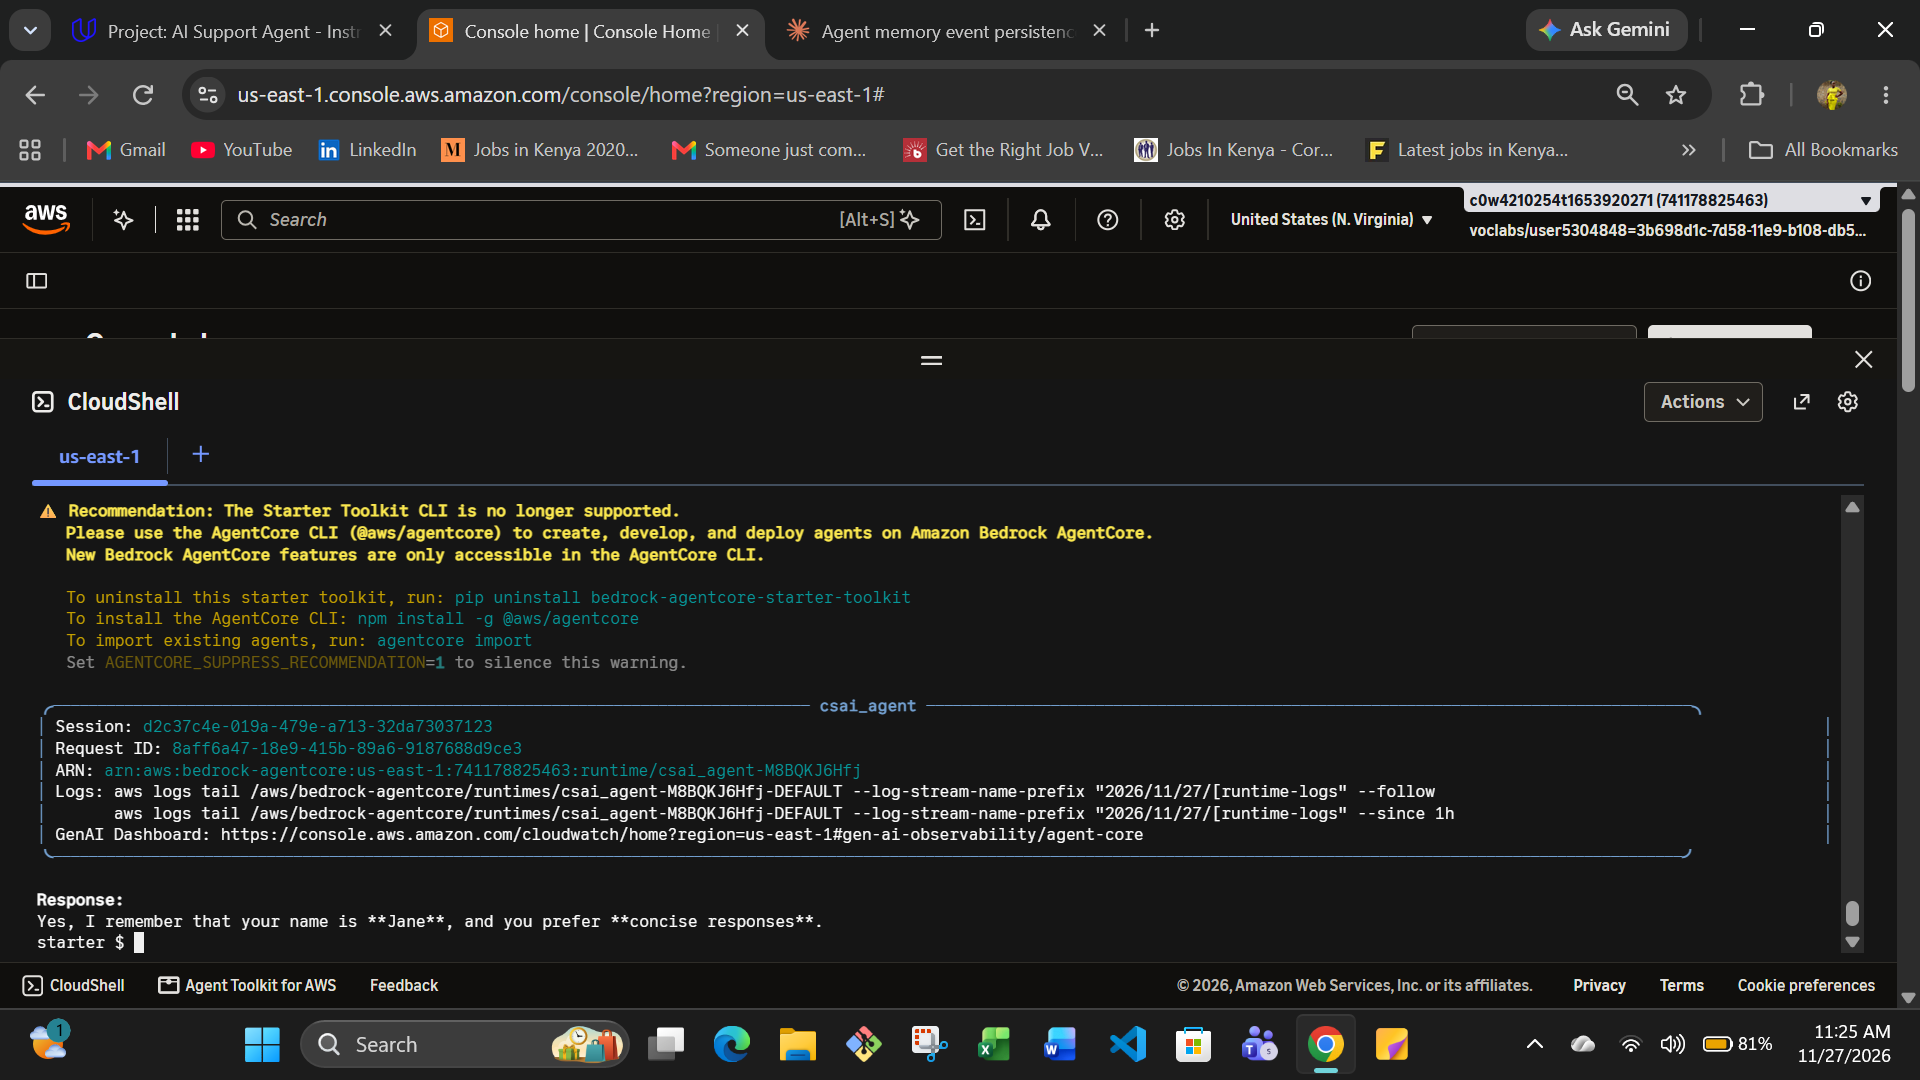 Project: AI Support Agent - Instr
Console home | Console Home
Agent memory event persistenc
Ask Gemini
us-east-1.console.aws.amazon.com/console/home?region=us-east-1#
Gmail
YouTube
LinkedIn
Jobs in Kenya 2020...
Someone just com...
Get the Right Job V...
Jobs In Kenya - Cor...
Latest jobs in Kenya...
All Bookmarks
aws
Search
[Alt+S]
United States (N. Virginia)
c0w4210254t1653920271 (741178825463)
voclabs/user5304848=3b698d1c-7d58-11e9-b108-db5...
CloudShell
Actions
us-east-1
Recommendation: The Starter Toolkit CLI is no longer supported.
Please use the AgentCore CLI (@aws/agentcore) to create, develop, and deploy agents on Amazon Bedrock AgentCore.
New Bedrock AgentCore features are only accessible in the AgentCore CLI.
To uninstall this starter toolkit, run: pip uninstall bedrock-agentcore-starter-toolkit
To install the AgentCore CLI: npm install -g @aws/agentcore
To import existing agents, run: agentcore import
Set AGENTCORE_SUPPRESS_RECOMMENDATION=1 to silence this warning.
csai_agent
Session: d2c37c4e-019a-479e-a713-32da73037123
Request ID: 8aff6a47-18e9-415b-89a6-9187688d9ce3
ARN: arn:aws:bedrock-agentcore:us-east-1:741178825463:runtime/csai_agent-M8BQKJ6Hfj
Logs: aws logs tail /aws/bedrock-agentcore/runtimes/csai_agent-M8BQKJ6Hfj-DEFAULT --log-stream-name-prefix "2026/11/27/[runtime-logs" --follow
aws logs tail /aws/bedrock-agentcore/runtimes/csai_agent-M8BQKJ6Hfj-DEFAULT --log-stream-name-prefix "2026/11/27/[runtime-logs" --since 1h
GenAI Dashboard: https://console.aws.amazon.com/cloudwatch/home?region=us-east-1#gen-ai-observability/agent-core
Response:
Yes, I remember that your name is **Jane**, and you prefer **concise responses**.
starter $
CloudShell
Agent Toolkit for AWS
Feedback
© 2026, Amazon Web Services, Inc. or its affiliates.
Privacy
Terms
Cookie preferences
1
Search
81%
11:25 AM
11/27/2026